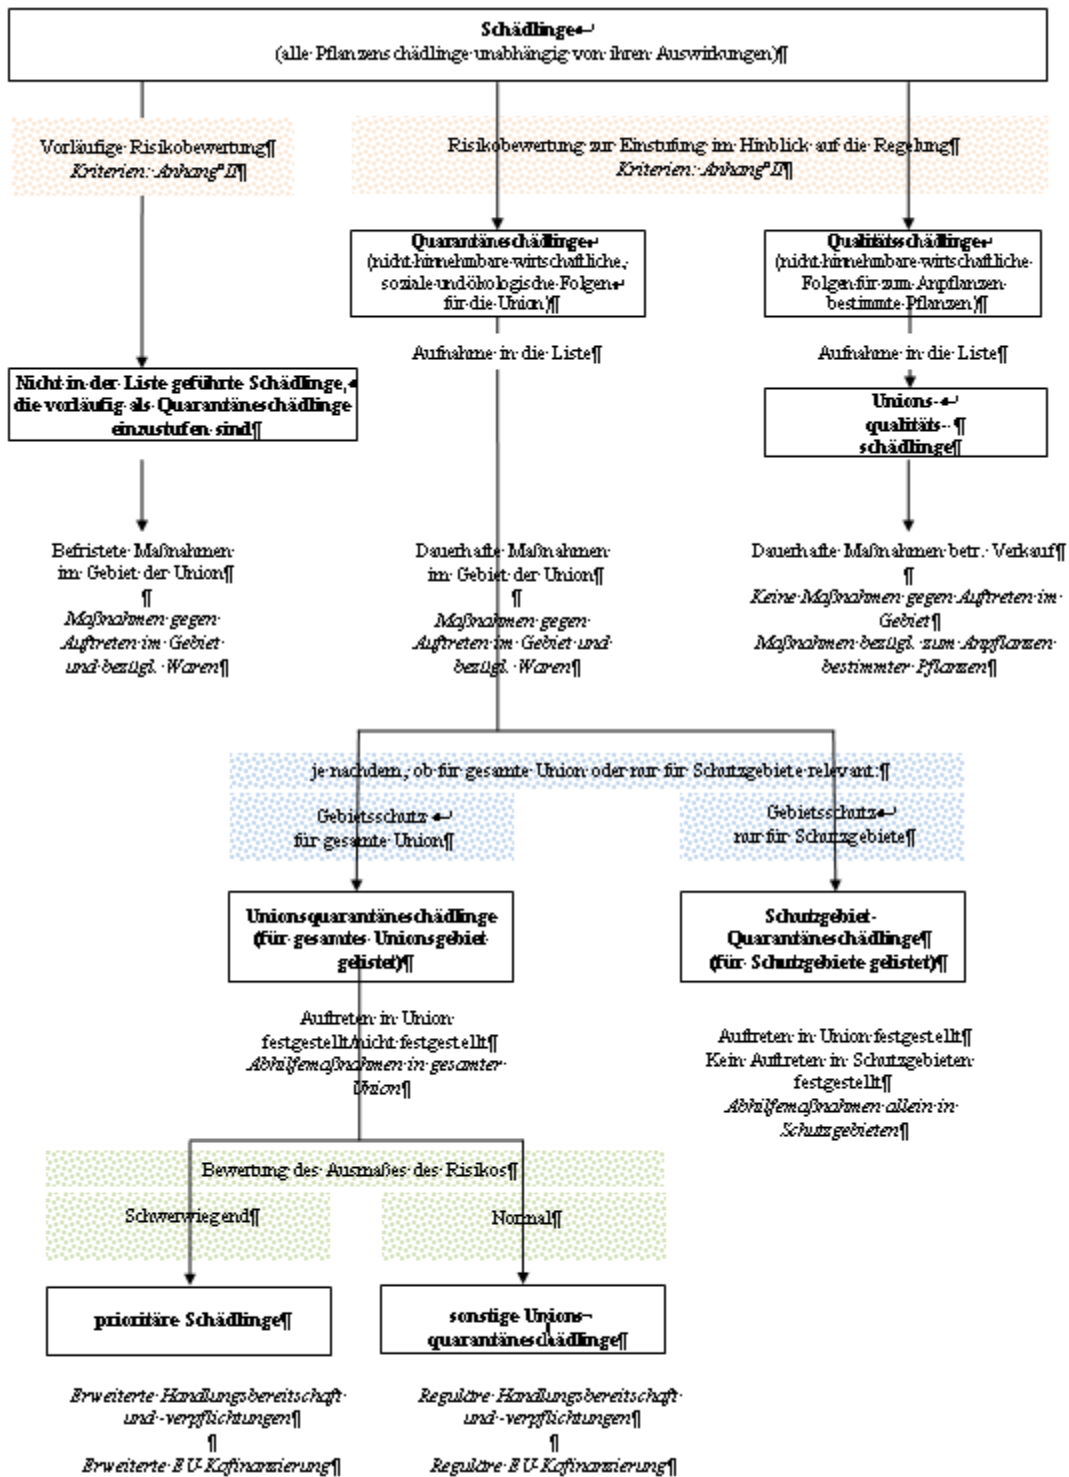 Schädlinge↵
(alle·Pflanzenschädlinge·unabhängig·von·ihren·Auswirkungen)¶
Vorläufige·Risikobewertung¶
Kriterien:·Anhang°II¶
Risikobewertung·zur·Einstufung·im·Hinblick·auf·die·Regelung¶
Kriterien:·Anhang°II¶
Quarantäneschädlinge↵
(nicht·hinnehmbare·wirtschaftliche,·
soziale·und·ökologische·Folgen↵
für·die·Union)¶
Qualitätsschädlinge↵
(nicht·hinnehmbare·wirtschaftliche·
Folgen·für·zum·Anpflanzen·
bestimmte·Pflanzen)¶
Aufnahme·in·die·Liste¶
Aufnahme·in·die·Liste¶
Nicht·in·der·Liste·geführte·Schädlinge,↵
die·vorläufig·als·Quarantäneschädlinge·
einzustufen·sind¶
Unions-↵
qualitäts-·¶
schädlinge¶
Befristete·Maßnahmen·
im·Gebiet·der·Union¶
¶
Maßnahmen·gegen·
Auftreten·im·Gebiet·
und·bezügl.·Waren¶
Dauerhafte·Maßnahmen·
im·Gebiet·der·Union¶
¶
Maßnahmen·gegen·
Auftreten·im·Gebiet·und·
bezügl.·Waren¶
Dauerhafte·Maßnahmen·betr.·Verkauf¶
¶
Keine·Maßnahmen·gegen·Auftreten·im·
Gebiet¶
Maßnahmen·bezügl.·zum·Anpflanzen·
bestimmter·Pflanzen¶
je·nachdem,·ob·für·gesamte·Union·oder·nur·für·Schutzgebiete·relevant:¶
Gebietsschutz·↵
für·gesamte·Union¶
Gebietsschutz↵
nur·für·Schutzgebiete¶
Unionsquarantäneschädlinge·
(für·gesamtes·Unionsgebiet·
gelistet)¶
Schutzgebiet-
Quarantäneschädlinge¶
(für·Schutzgebiete·gelistet)¶
Auftreten·in·Union·
festgestellt/nicht·festgestellt¶
Abhilfemaßnahmen·in·gesamter·
Union¶
Auftreten·in·Union·festgestellt¶
Kein·Auftreten·in·Schutzgebieten·
festgestellt¶
Abhilfemaßnahmen·allein·in·
Schutzgebieten¶
Bewertung·des·Ausmaßes·des·Risikos¶
Schwerwiegend¶
Normal¶
prioritäre·Schädlinge¶
sonstige·Unions¬
quarantäneschädlinge¶
Erweiterte·Handlungsbereitschaft·
und·-verpflichtungen¶
¶
Erweiterte·EU-Kofinanzierung¶
Reguläre·Handlungsbereitschaft·
und·-verpflichtungen¶
¶
Reguläre·EU-Kofinanzierung¶